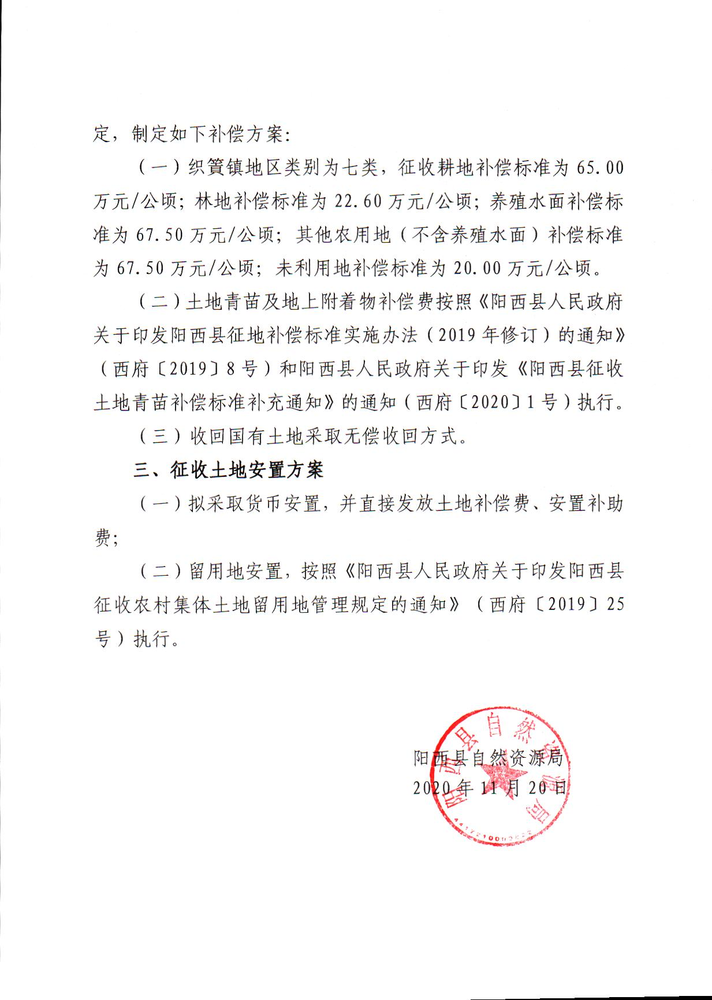 定，制定如下补偿方案：
（一）织篢镇地区类别为七类，征收耕地补偿标准为 65.00
万元/公顷；林地补偿标准为 22.60 万元/公顷；养殖水面补偿标
准为 67.50 万元/公顷；其他农用地（不含养殖水面）补偿标准
为 67.50 万元/公顷；未利用地补偿标准为 20.00 万元/公顷。
（二）土地青苗及地上附着物补偿费按照《阳西县人民政府
关于印发阳西县征地补偿标准实施办法（2019 年修订）的通知》
（西府〔2019〕8 号）和阳西县人民政府关于印发《阳西县征收
土地青苗补偿标准补充通知》的通知（西府〔2020〕1 号）执行。
（三）收回国有土地采取无偿收回方式。
三、征收土地安置方案
（一）拟采取货币安置，并直接发放土地补偿费、安置补助
费；
（二）留用地安置，按照《阳西县人民政府关于印发阳西县
征收农村集体土地留用地管理规定的通知》（西府〔2019〕25
号）执行。
阳西县自然资源局
2020 年 11 月 20 日
阳西县自然资源局